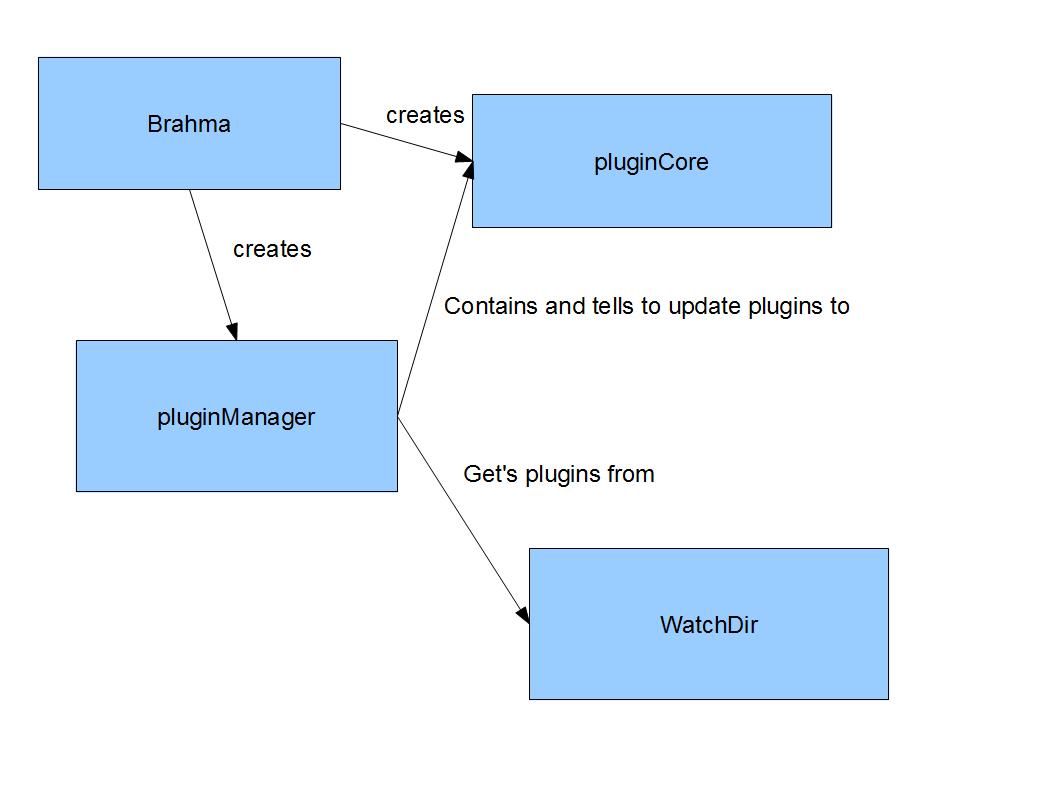 Brahma
creates
pluginCore
creates
Contains and tells to update plugins to
pluginManager
Get's plugins from
WatchDir